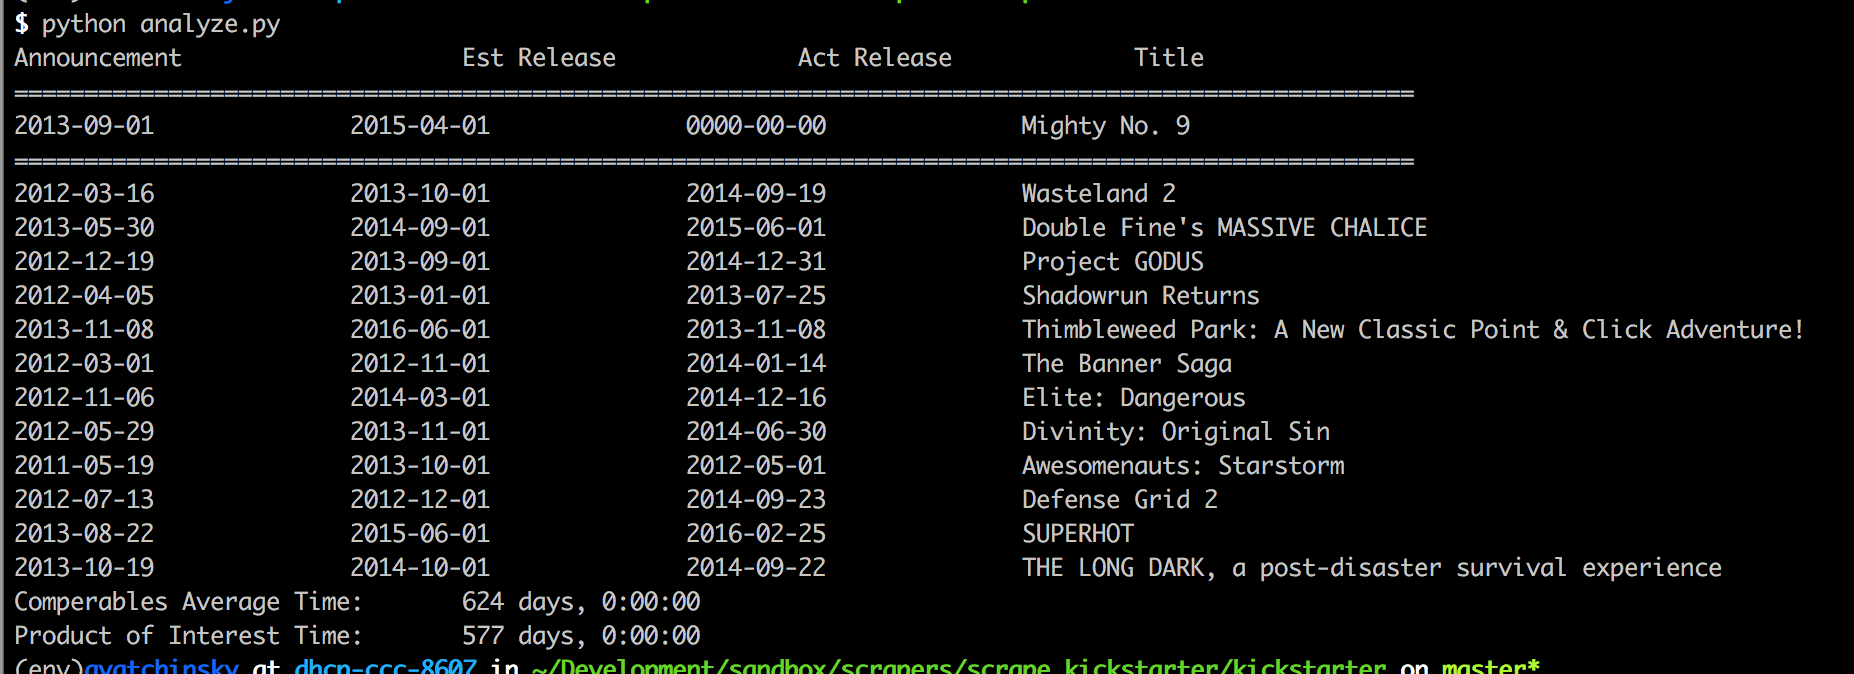 $ python analyze.py
Announcement Est Release Act Release Title
====================================================================================================
2013-09-01 2015-04-01 0000-00-00 Mighty No. 9
====================================================================================================
2012-03-16 2013-10-01 2014-09-19 Wasteland 2
2013-05-30 2014-09-01 2015-06-01 Double Fine's MASSIVE CHALICE
2012-12-19 2013-09-01 2014-12-31 Project GODUS
2012-04-05 2013-01-01 2013-07-25 Shadowrun Returns
2013-11-08 2016-06-01 2013-11-08 Thimbleweed Park: A New Classic Point & Click Adventure!
2012-03-01 2012-11-01 2014-01-14 The Banner Saga
2012-11-06 2014-03-01 2014-12-16 Elite: Dangerous
2012-05-29 2013-11-01 2014-06-30 Divinity: Original Sin
2011-05-19 2013-10-01 2012-05-01 Awesomenauts: Starstorm
2012-07-13 2012-12-01 2014-09-23 Defense Grid 2
2013-08-22 2015-06-01 2016-02-25 SUPERHOT
2013-10-19 2014-10-01 2014-09-22 THE LONG DARK, a post-disaster survival experience
Comperables Average Time: 624 days, 0:00:00
Product of Interest Time: 577 days, 0:00:00
(env) at dhcp-ccc-8607 in ~/Development/sandbox/scrapers/scrape_kickstarter/kickstarter on master*